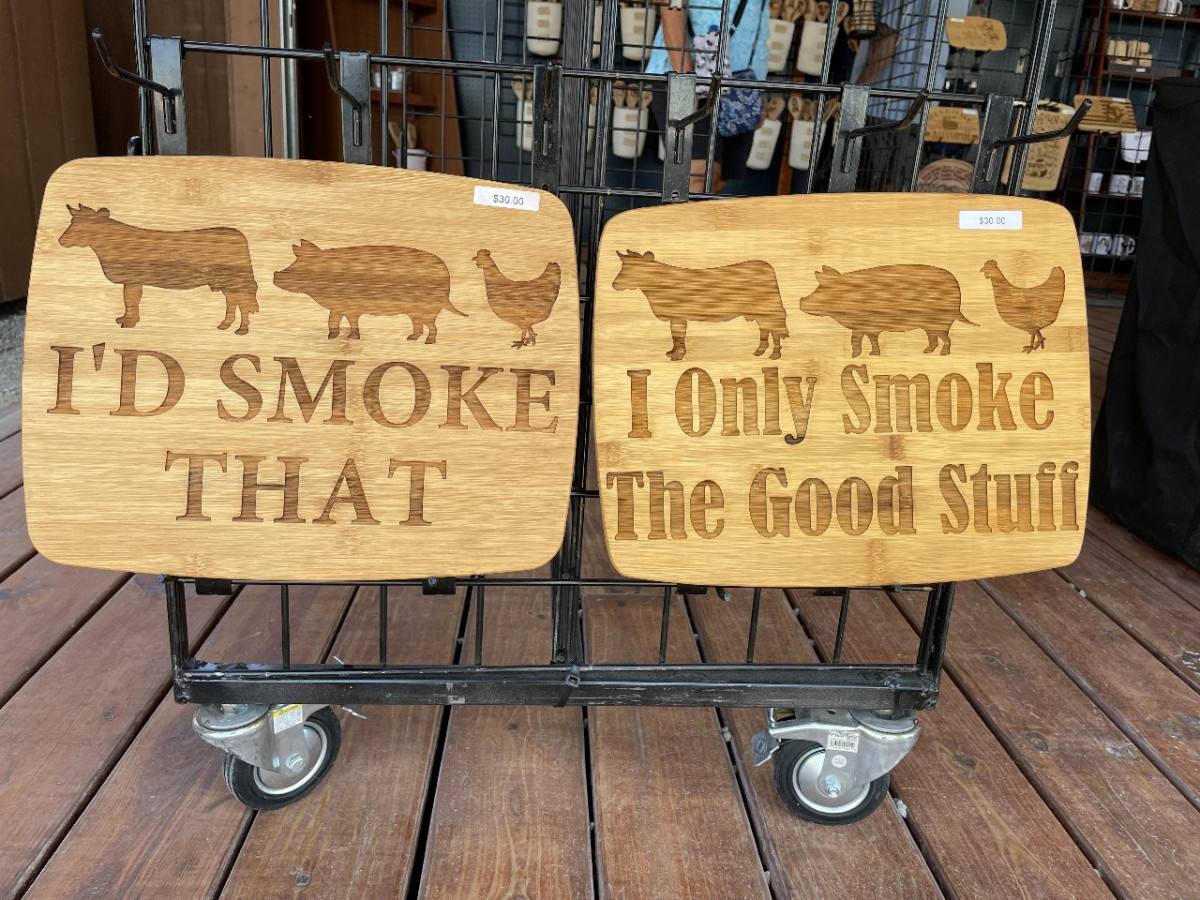 $30.00
I'D SMOKE
THAT
$30.00
I Only Smoke
The Good Stuff